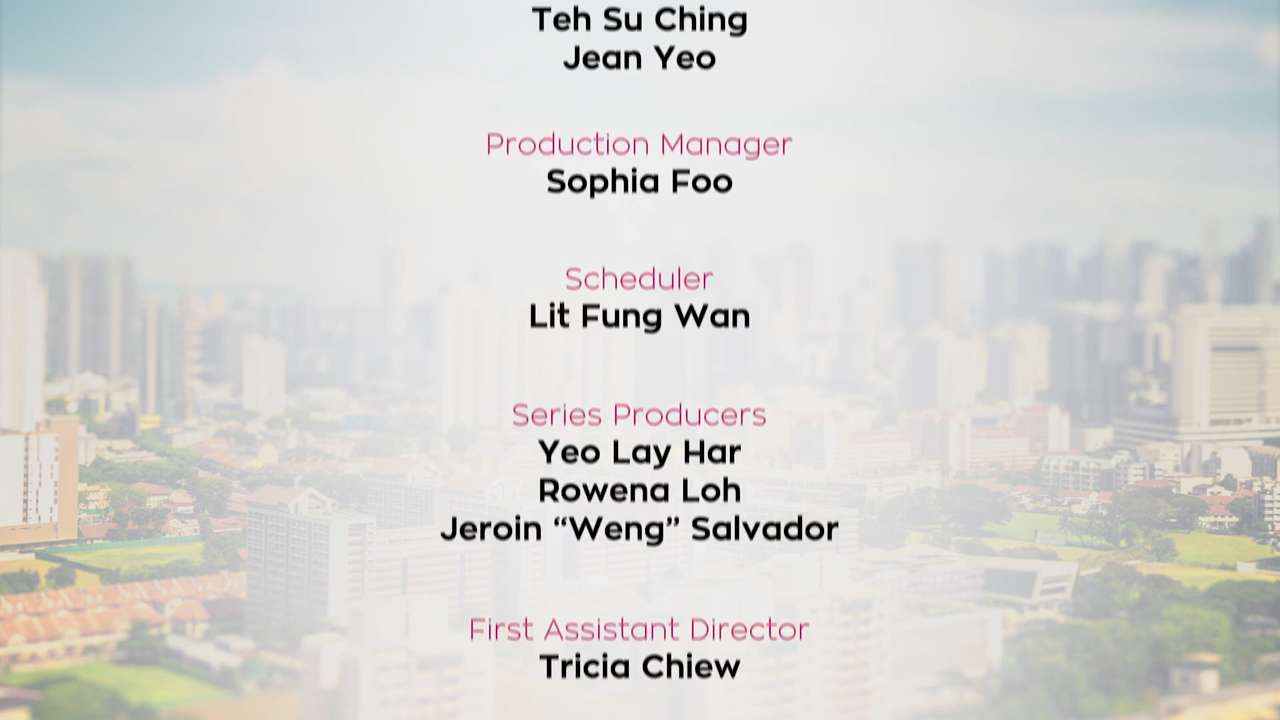 Teh Su Ching
Jean Yeo
Production Manager
Sophia Foo
Scheduler
Lit Fung Wan
Series Producers
Yeo Lay Har
Rowena Loh
Jeroin “Weng” Salvador
First Assistant Director
Tricia Chiew